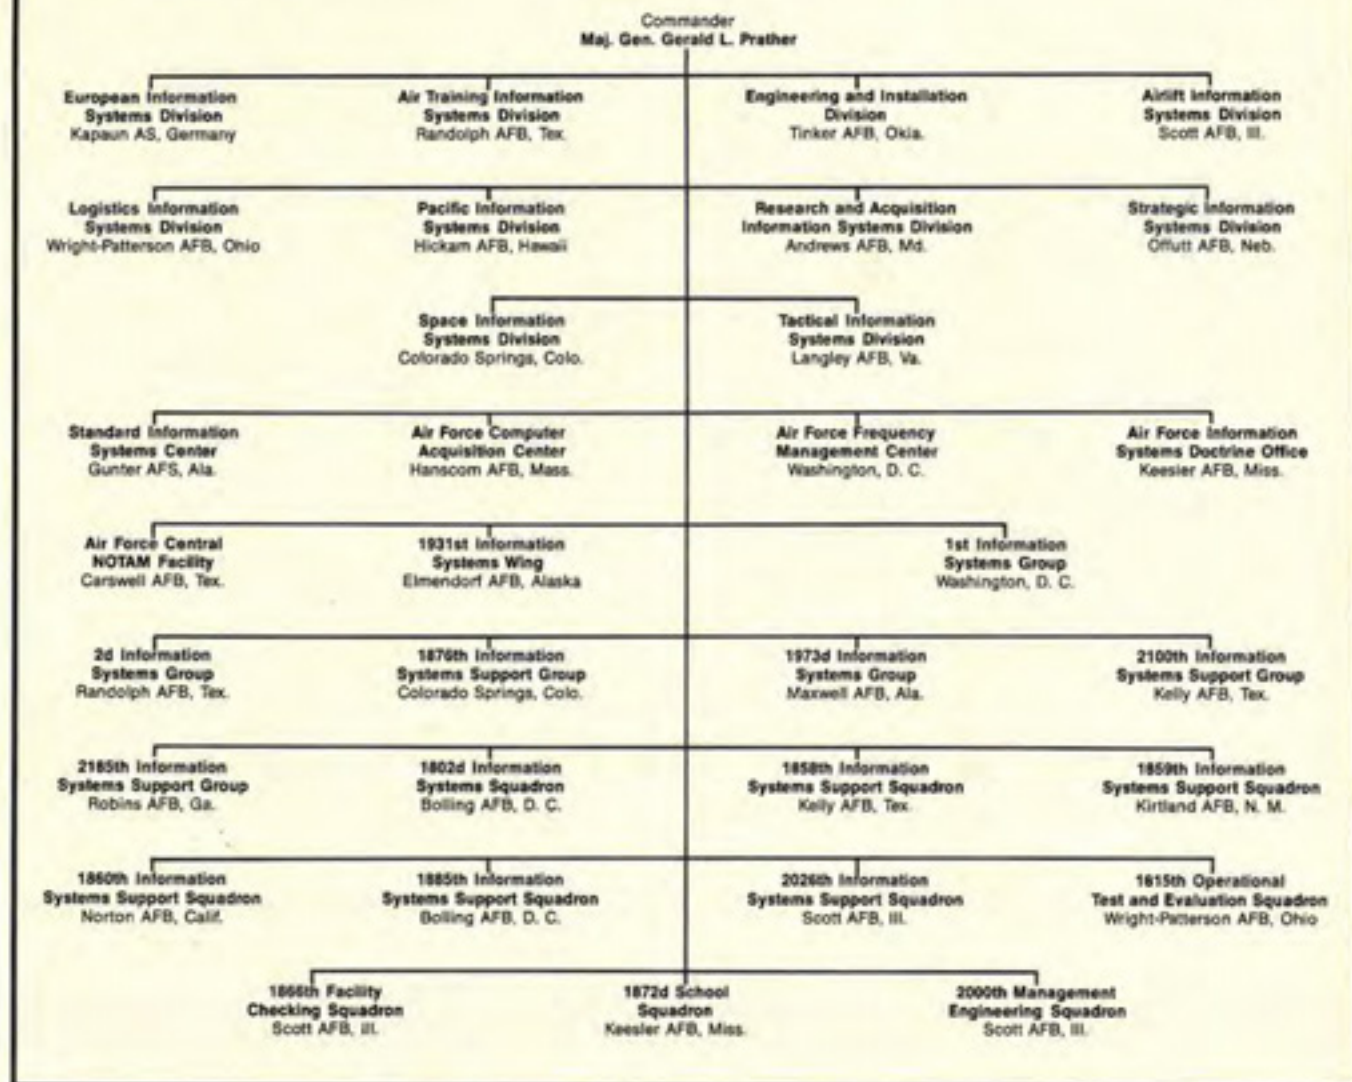 Commander
Maj. Gen. Gerald L. Prather
European Information
Systems Division
Kapaun AS, Germany
Air Training Information
Systems Division
Randolph AFB, Tex.
Engineering and Installation
Division
Tinker AFB, Okla.
Airlift Information
Systems Division
Scott AFB, Ill.
Logistics Information
Systems Division
Wright-Patterson AFB, Ohio
Pacific Information
Systems Division
Hickam AFB, Hawaii
Research and Acquisition
Information Systems Division
Andrews AFB, Md.
Strategic Information
Systems Division
Offutt AFB, Neb.
Space Information
Systems Division
Colorado Springs, Colo.
Tactical Information
Systems Division
Langley AFB, Va.
Standard Information
Systems Center
Gunter AFS, Ala.
Air Force Computer
Acquisition Center
Hanscom AFB, Mass.
Air Force Frequency
Management Center
Washington, D. C.
Air Force Information
Systems Doctrine Office
Keesler AFB, Miss.
Air Force Central
NOTAM Facility
Carswell AFB, Tex.
1931st Information
Systems Wing
Elmendorf AFB, Alaska
1st Information
Systems Group
Washington, D. C.
2d Information
Systems Group
Randolph AFB, Tex.
1876th Information
Systems Support Group
Colorado Springs, Colo.
1973d Information
Systems Group
Maxwell AFB, Ala.
2100th Information
Systems Support Group
Kelly AFB, Tex.
2165th Information
Systems Support Group
Robins AFB, Ga.
1802d Information
Systems Squadron
Bolling AFB, D. C.
1858th Information
Systems Support Squadron
Kelly AFB, Tex.
1859th Information
Systems Support Squadron
Kirtland AFB, N. M.
1860th Information
Systems Support Squadron
Norton AFB, Calif.
1885th Information
Systems Support Squadron
Bolling AFB, D. C.
2026th Information
Systems Support Squadron
Scott AFB, Ill.
1815th Operational
Test and Evaluation Squadron
Wright-Patterson AFB, Ohio
1866th Facility
Checking Squadron
Scott AFB, Ill.
1872d School
Squadron
Keesler AFB, Miss.
2000th Management
Engineering Squadron
Scott AFB, Ill.